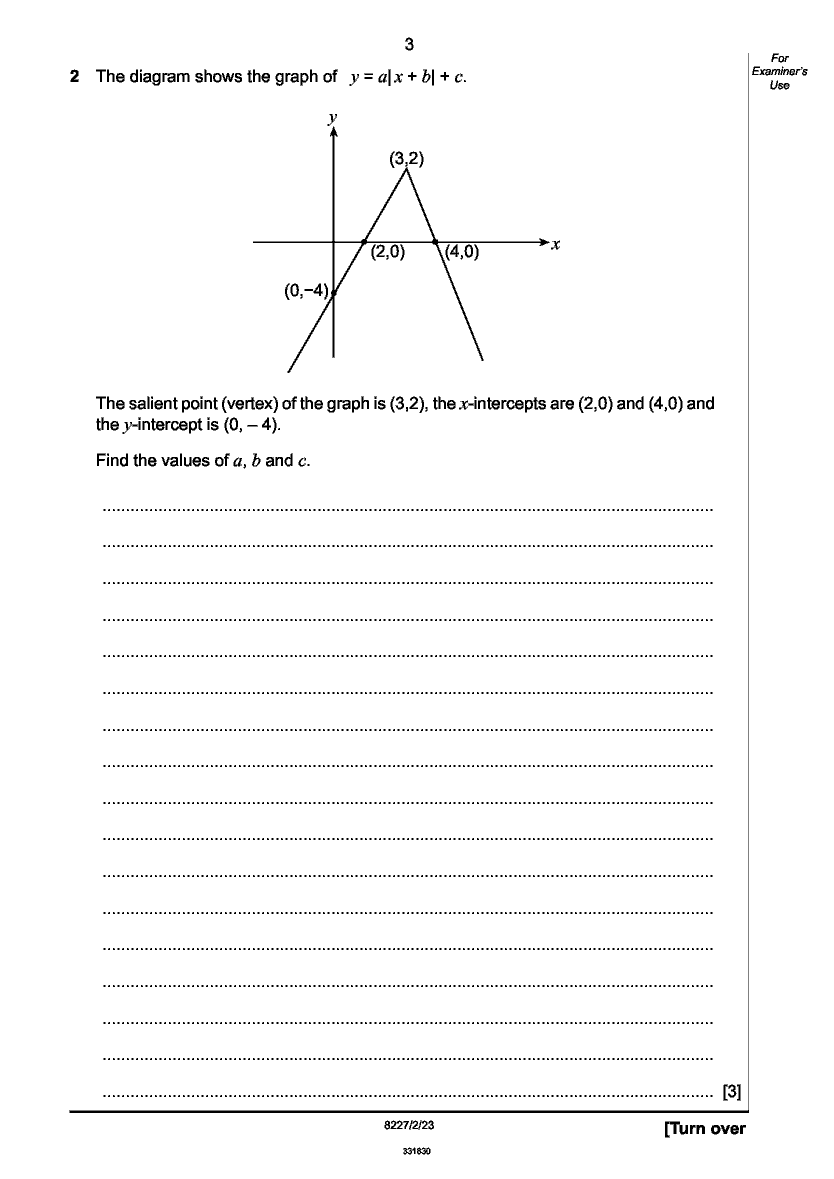 3
For
Examiner's
Use
2 The diagram shows the graph of y = a|x + b| + c.
y
(3,2)
x
(2,0) (4,0)
(0,−4)
The salient point (vertex) of the graph is (3,2), the x-intercepts are (2,0) and (4,0) and
the y-intercept is (0, – 4).
Find the values of a, b and c.
[3]
8227/2/23
[Turn over
331830